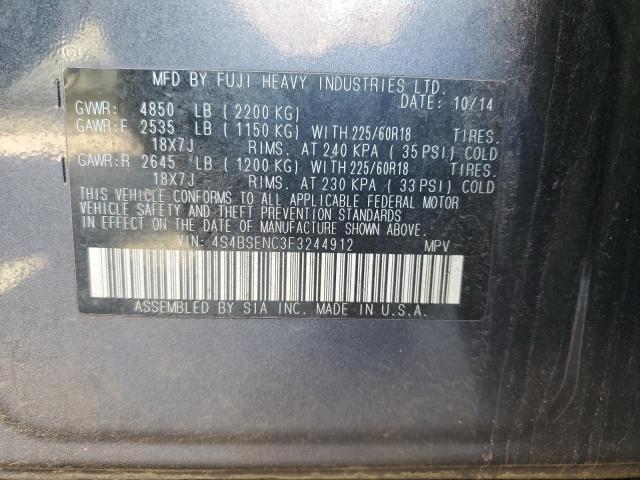 MFD BY FUJI HEAVY INDUSTRIES LTD.
DATE: 10/14
GVWR: 4850 LB (2200 KG)
GAWR:F 2535 LB (1150 KG) WITH 225/60R18 TIRES.
18X7J RIMS. AT 240 KPA (35 PSI) COLD
GAWR:R 2645 LB (1200 KG) WITH 225/60R18 TIRES.
18X7J RIMS. AT 230 KPA (33 PSI) COLD
THIS VEHICLE CONFORMS TO ALL APPLICABLE FEDERAL MOTOR
VEHICLE SAFETY AND THEFT PREVENTION STANDARDS
IN EFFECT ON THE DATE OF MANUFACTURE SHOWN ABOVE.
VIN: 4S4BSENC3F3244912 MPV
ASSEMBLED BY SIA INC. MADE IN U.S.A.